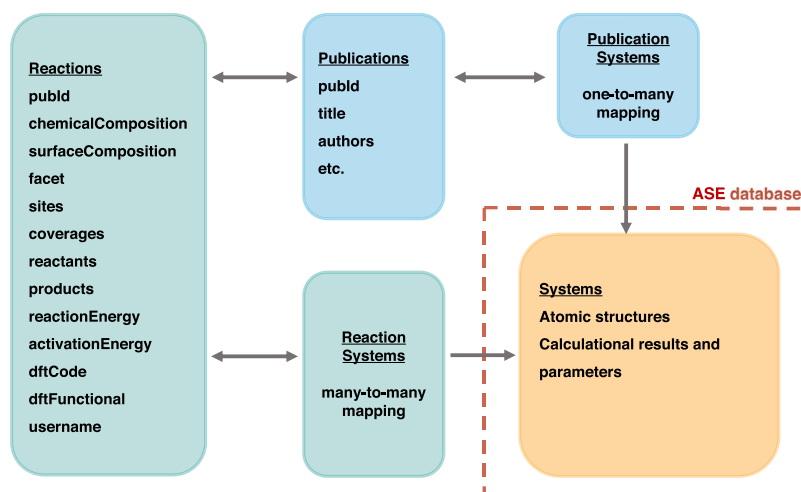 Reactions
pubId
chemicalComposition
surfaceComposition
facet
sites
coverages
reactants
products
reactionEnergy
activationEnergy
dftCode
dftFunctional
username
Publications
pubId
title
authors
etc.
Publication
Systems
one-to-many
mapping
ASE database
Reaction
Systems
many-to-many
mapping
Systems
Atomic structures
Calculational results and
parameters